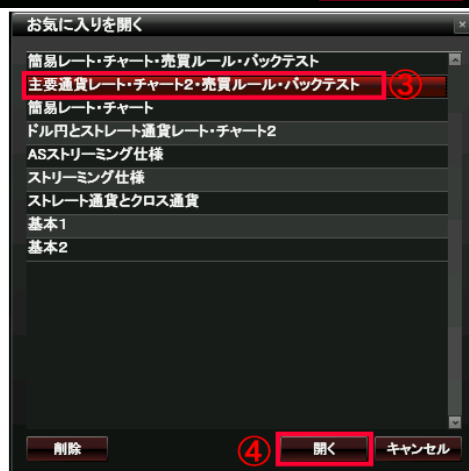 お気に入りを開く
簡易レート・チャート・売買ルール・バックテスト
主要通貨レート・チャート2・売買ルール・バックテスト ③
簡易レート・チャート
ドル円とストレート通貨レート・チャート2
ASストリーミング仕様
ストリーミング仕様
ストレート通貨とクロス通貨
基本1
基本2
削除 ④ 開く キャンセル